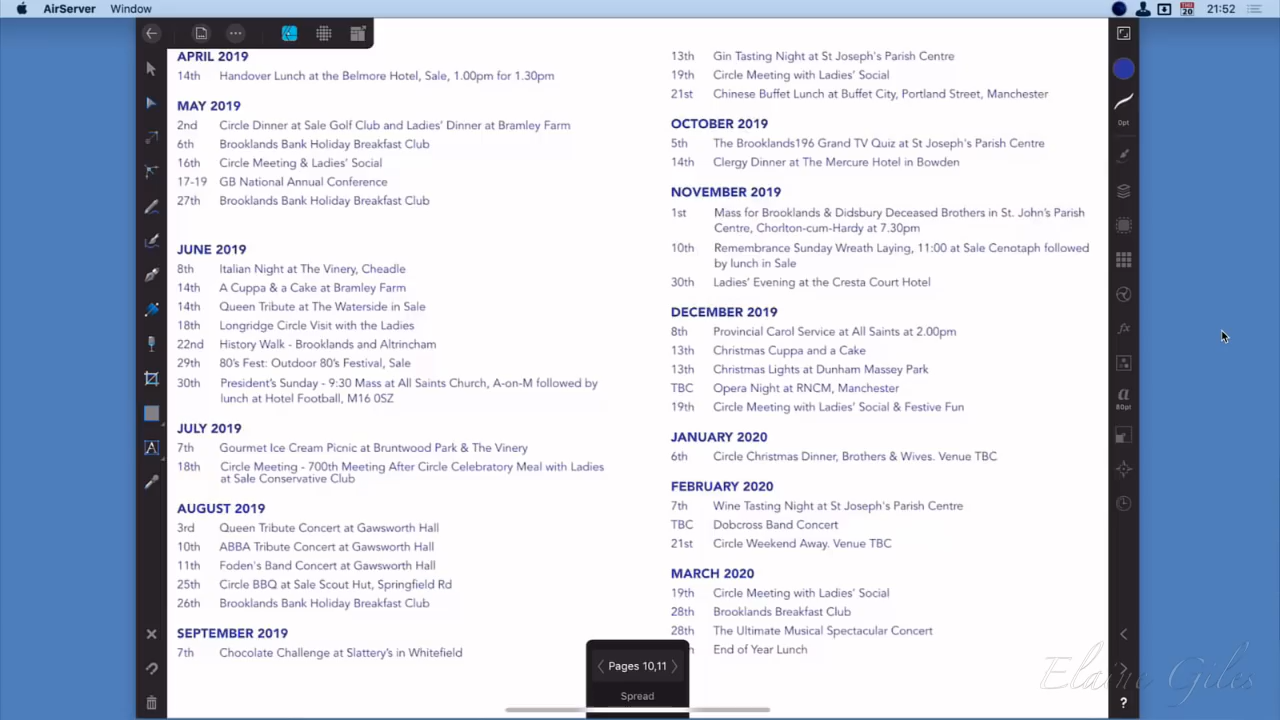 AirServer Window 21:52
THU
20
APRIL 2019
14th Handover Lunch at the Belmore Hotel, Sale, 1.00pm for 1.30pm
MAY 2019
2nd Circle Dinner at Sale Golf Club and Ladies' Dinner at Bramley Farm
6th Brooklands Bank Holiday Breakfast Club
16th Circle Meeting & Ladies' Social
17-19 GB National Annual Conference
27th Brooklands Bank Holiday Breakfast Club
JUNE 2019
8th Italian Night at The Vinery, Cheadle
14th A Cuppa & a Cake at Bramley Farm
14th Queen Tribute at The Waterside in Sale
18th Longridge Circle Visit with the Ladies
22nd History Walk - Brooklands and Altrincham
29th 80's Fest: Outdoor 80's Festival, Sale
30th President's Sunday - 9:30 Mass at All Saints Church, A-on-M followed by
lunch at Hotel Football, M16 0SZ
JULY 2019
7th Gourmet Ice Cream Picnic at Bruntwood Park & The Vinery
18th Circle Meeting - 700th Meeting After Circle Celebratory Meal with Ladies
at Sale Conservative Club
AUGUST 2019
3rd Queen Tribute Concert at Gawsworth Hall
10th ABBA Tribute Concert at Gawsworth Hall
11th Foden's Band Concert at Gawsworth Hall
25th Circle BBQ at Sale Scout Hut, Springfield Rd
26th Brooklands Bank Holiday Breakfast Club
SEPTEMBER 2019
7th Chocolate Challenge at Slattery's in Whitefield
13th Gin Tasting Night at St Joseph's Parish Centre
19th Circle Meeting with Ladies' Social
21st Chinese Buffet Lunch at Buffet City, Portland Street, Manchester
OCTOBER 2019
5th The Brooklands196 Grand TV Quiz at St Joseph's Parish Centre
14th Clergy Dinner at The Mercure Hotel in Bowden
NOVEMBER 2019
1st Mass for Brooklands & Didsbury Deceased Brothers in St. John's Parish
Centre, Chorlton-cum-Hardy at 7.30pm
10th Remembrance Sunday Wreath Laying, 11:00 at Sale Cenotaph followed
by lunch in Sale
30th Ladies' Evening at the Cresta Court Hotel
DECEMBER 2019
8th Provincial Carol Service at All Saints at 2.00pm
13th Christmas Cuppa and a Cake
13th Christmas Lights at Dunham Massey Park
TBC Opera Night at RNCM, Manchester
19th Circle Meeting with Ladies' Social & Festive Fun
JANUARY 2020
6th Circle Christmas Dinner, Brothers & Wives. Venue TBC
FEBRUARY 2020
7th Wine Tasting Night at St Joseph's Parish Centre
TBC Dobcross Band Concert
21st Circle Weekend Away. Venue TBC
MARCH 2020
19th Circle Meeting with Ladies' Social
28th Brooklands Breakfast Club
28th The Ultimate Musical Spectacular Concert
End of Year Lunch
Pages 10,11
Spread
0pt
fx
a
80pt
?
A
Elaine Giles